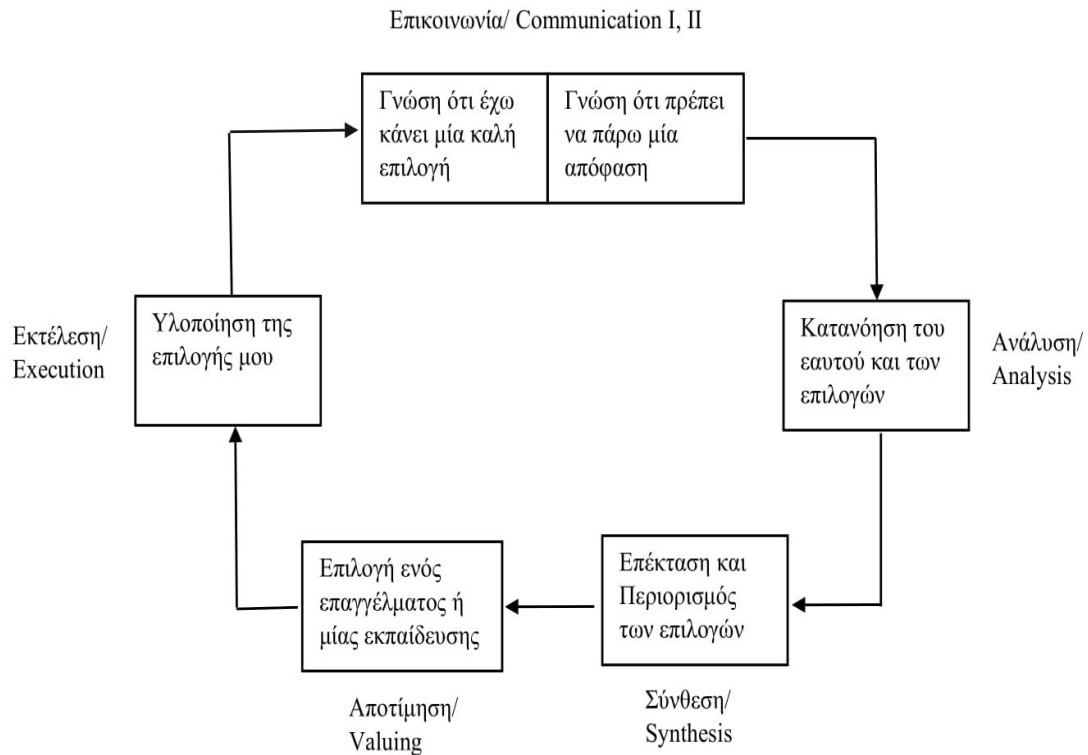 Επικοινωνία/ Communication I, II
Γνώση ότι έχω
κάνει μία καλή
επιλογή
Γνώση ότι πρέπει
να πάρω μία
απόφαση
Κατανόηση του
εαυτού και των
επιλογών
Ανάλυση/
Analysis
Επέκταση και
Περιορισμός
των επιλογών
Σύνθεση/
Synthesis
Επιλογή ενός
επαγγέλματος ή
μίας εκπαίδευσης
Αποτίμηση/
Valuing
Υλοποίηση της
επιλογής μου
Εκτέλεση/
Execution